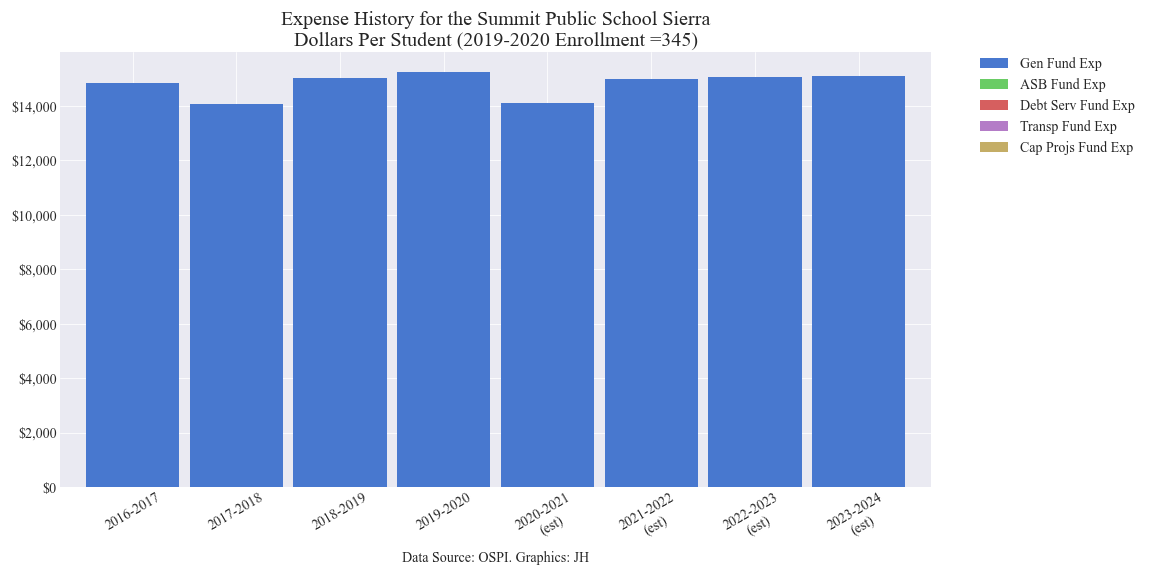 Expense History for the Summit Public School Sierra
Dollars Per Student (2019-2020 Enrollment =345)
Gen Fund Exp
ASB Fund Exp
Debt Serv Fund Exp
Transp Fund Exp
Cap Projs Fund Exp
$14,000
$12,000
$10,000
$8,000
$6,000
$4,000
$2,000
$0
2016-2017
2017-2018
2018-2019
2019-2020
2020-2021
(est)
2021-2022
(est)
2022-2023
(est)
2023-2024
(est)
Data Source: OSPI. Graphics: JH